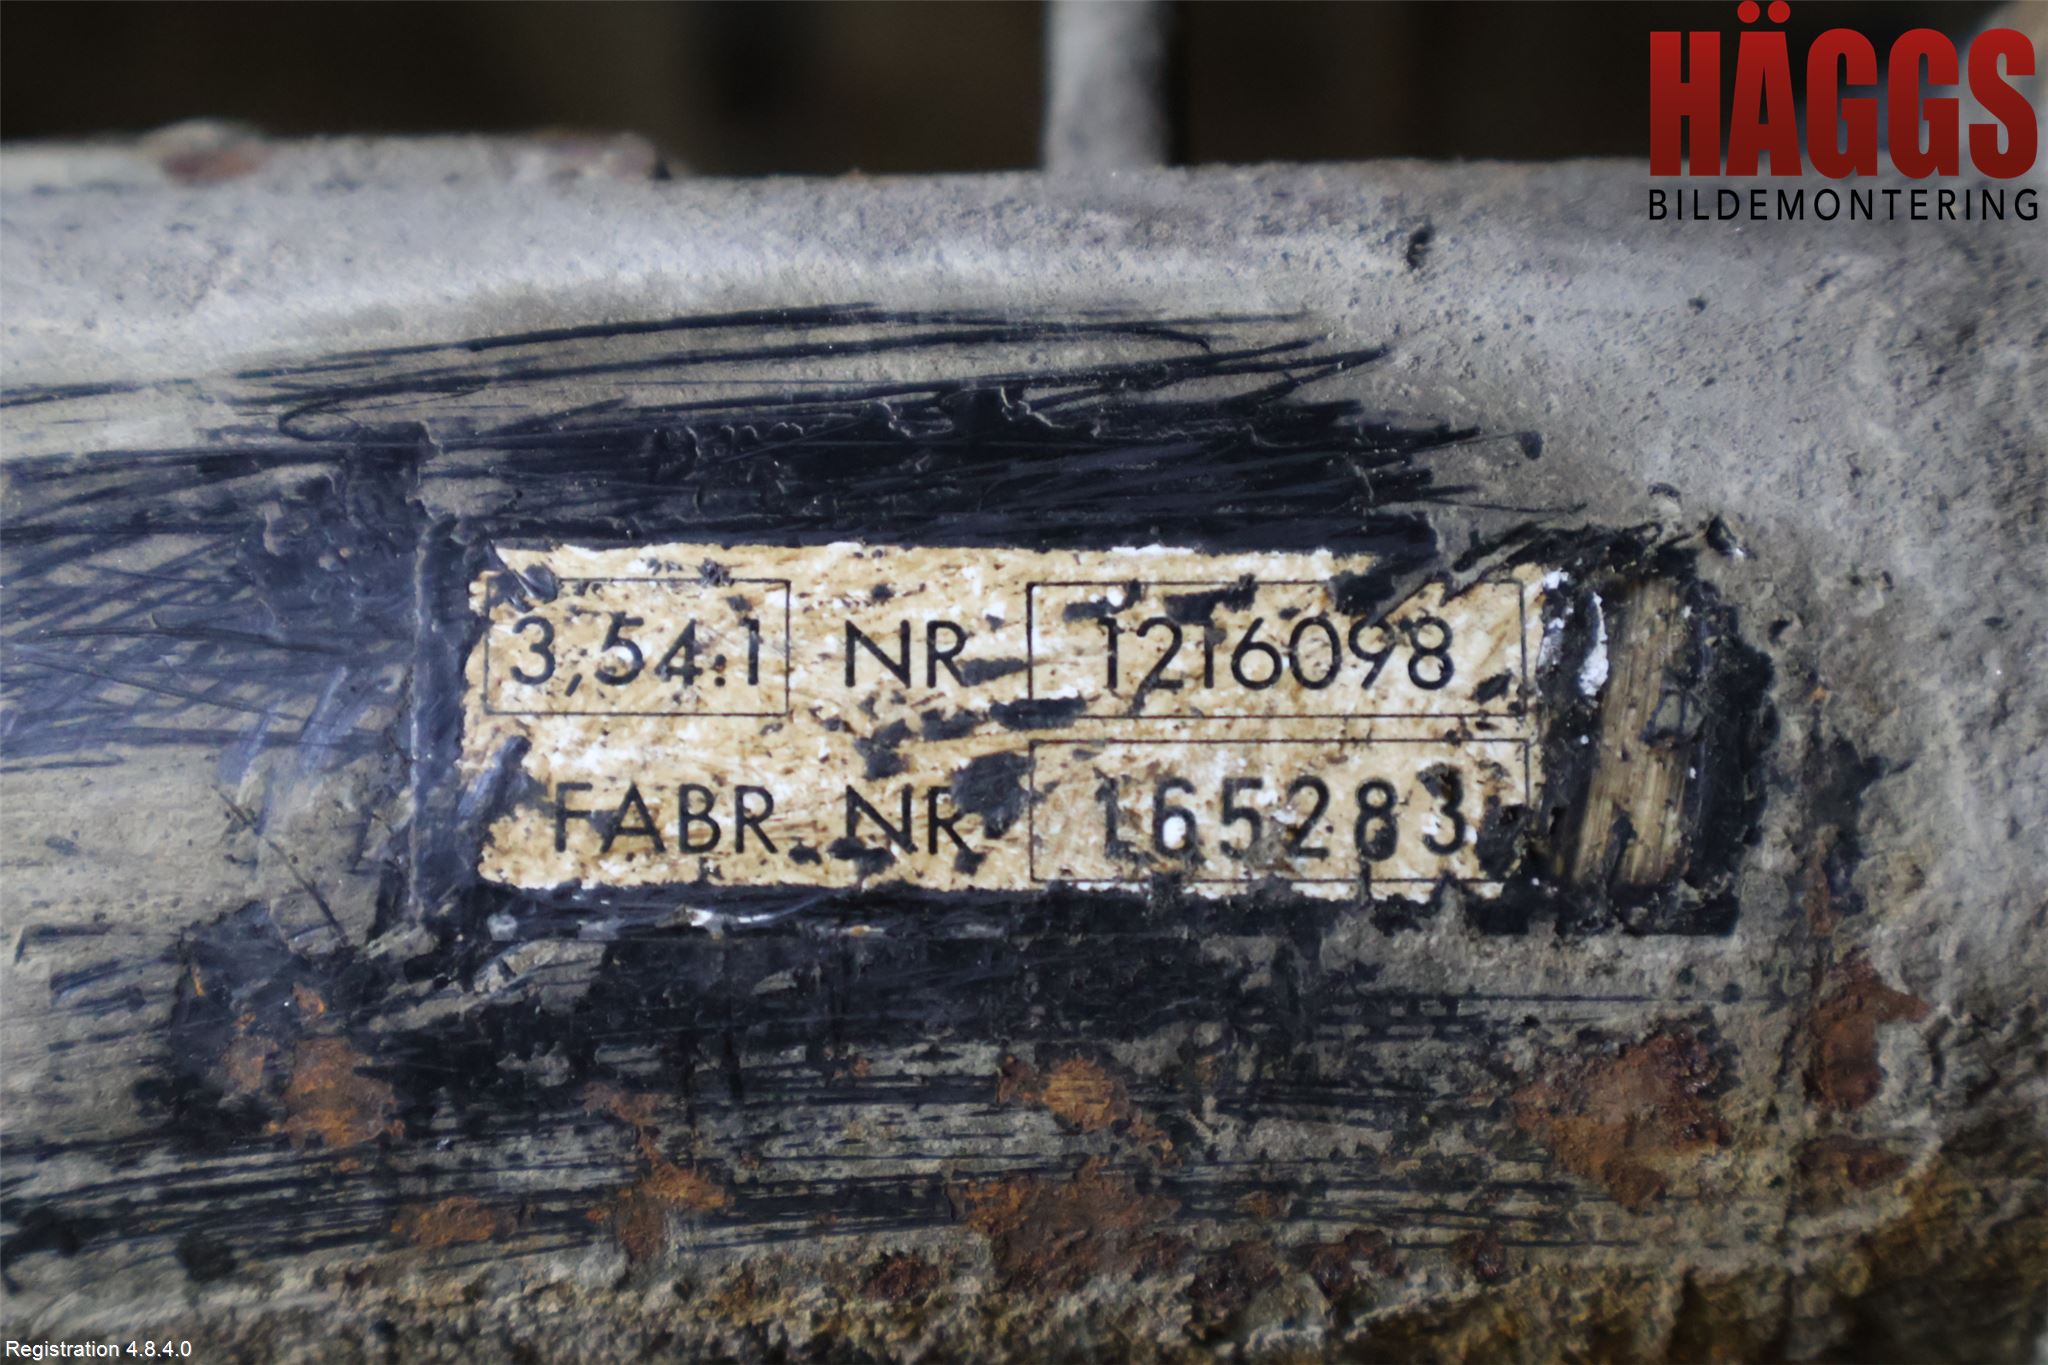 HÄGGS
BILDEMONTERING
3,54:1 NR 1216098
FABR. NR 165283
Registration 4.8.4.0